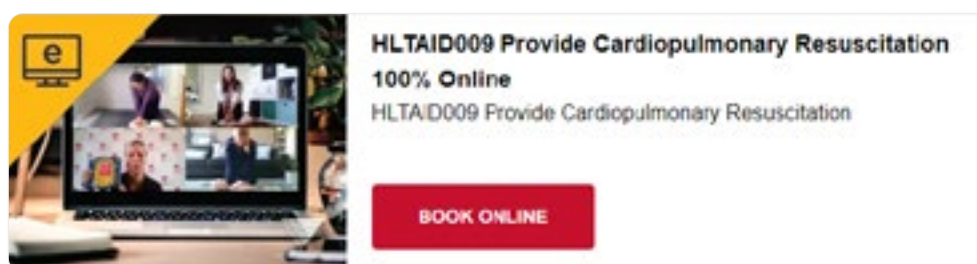 e
HLTAID009 Provide Cardiopulmonary Resuscitation
100% Online
HLTAID009 Provide Cardiopulmonary Resuscitation
BOOK ONLINE